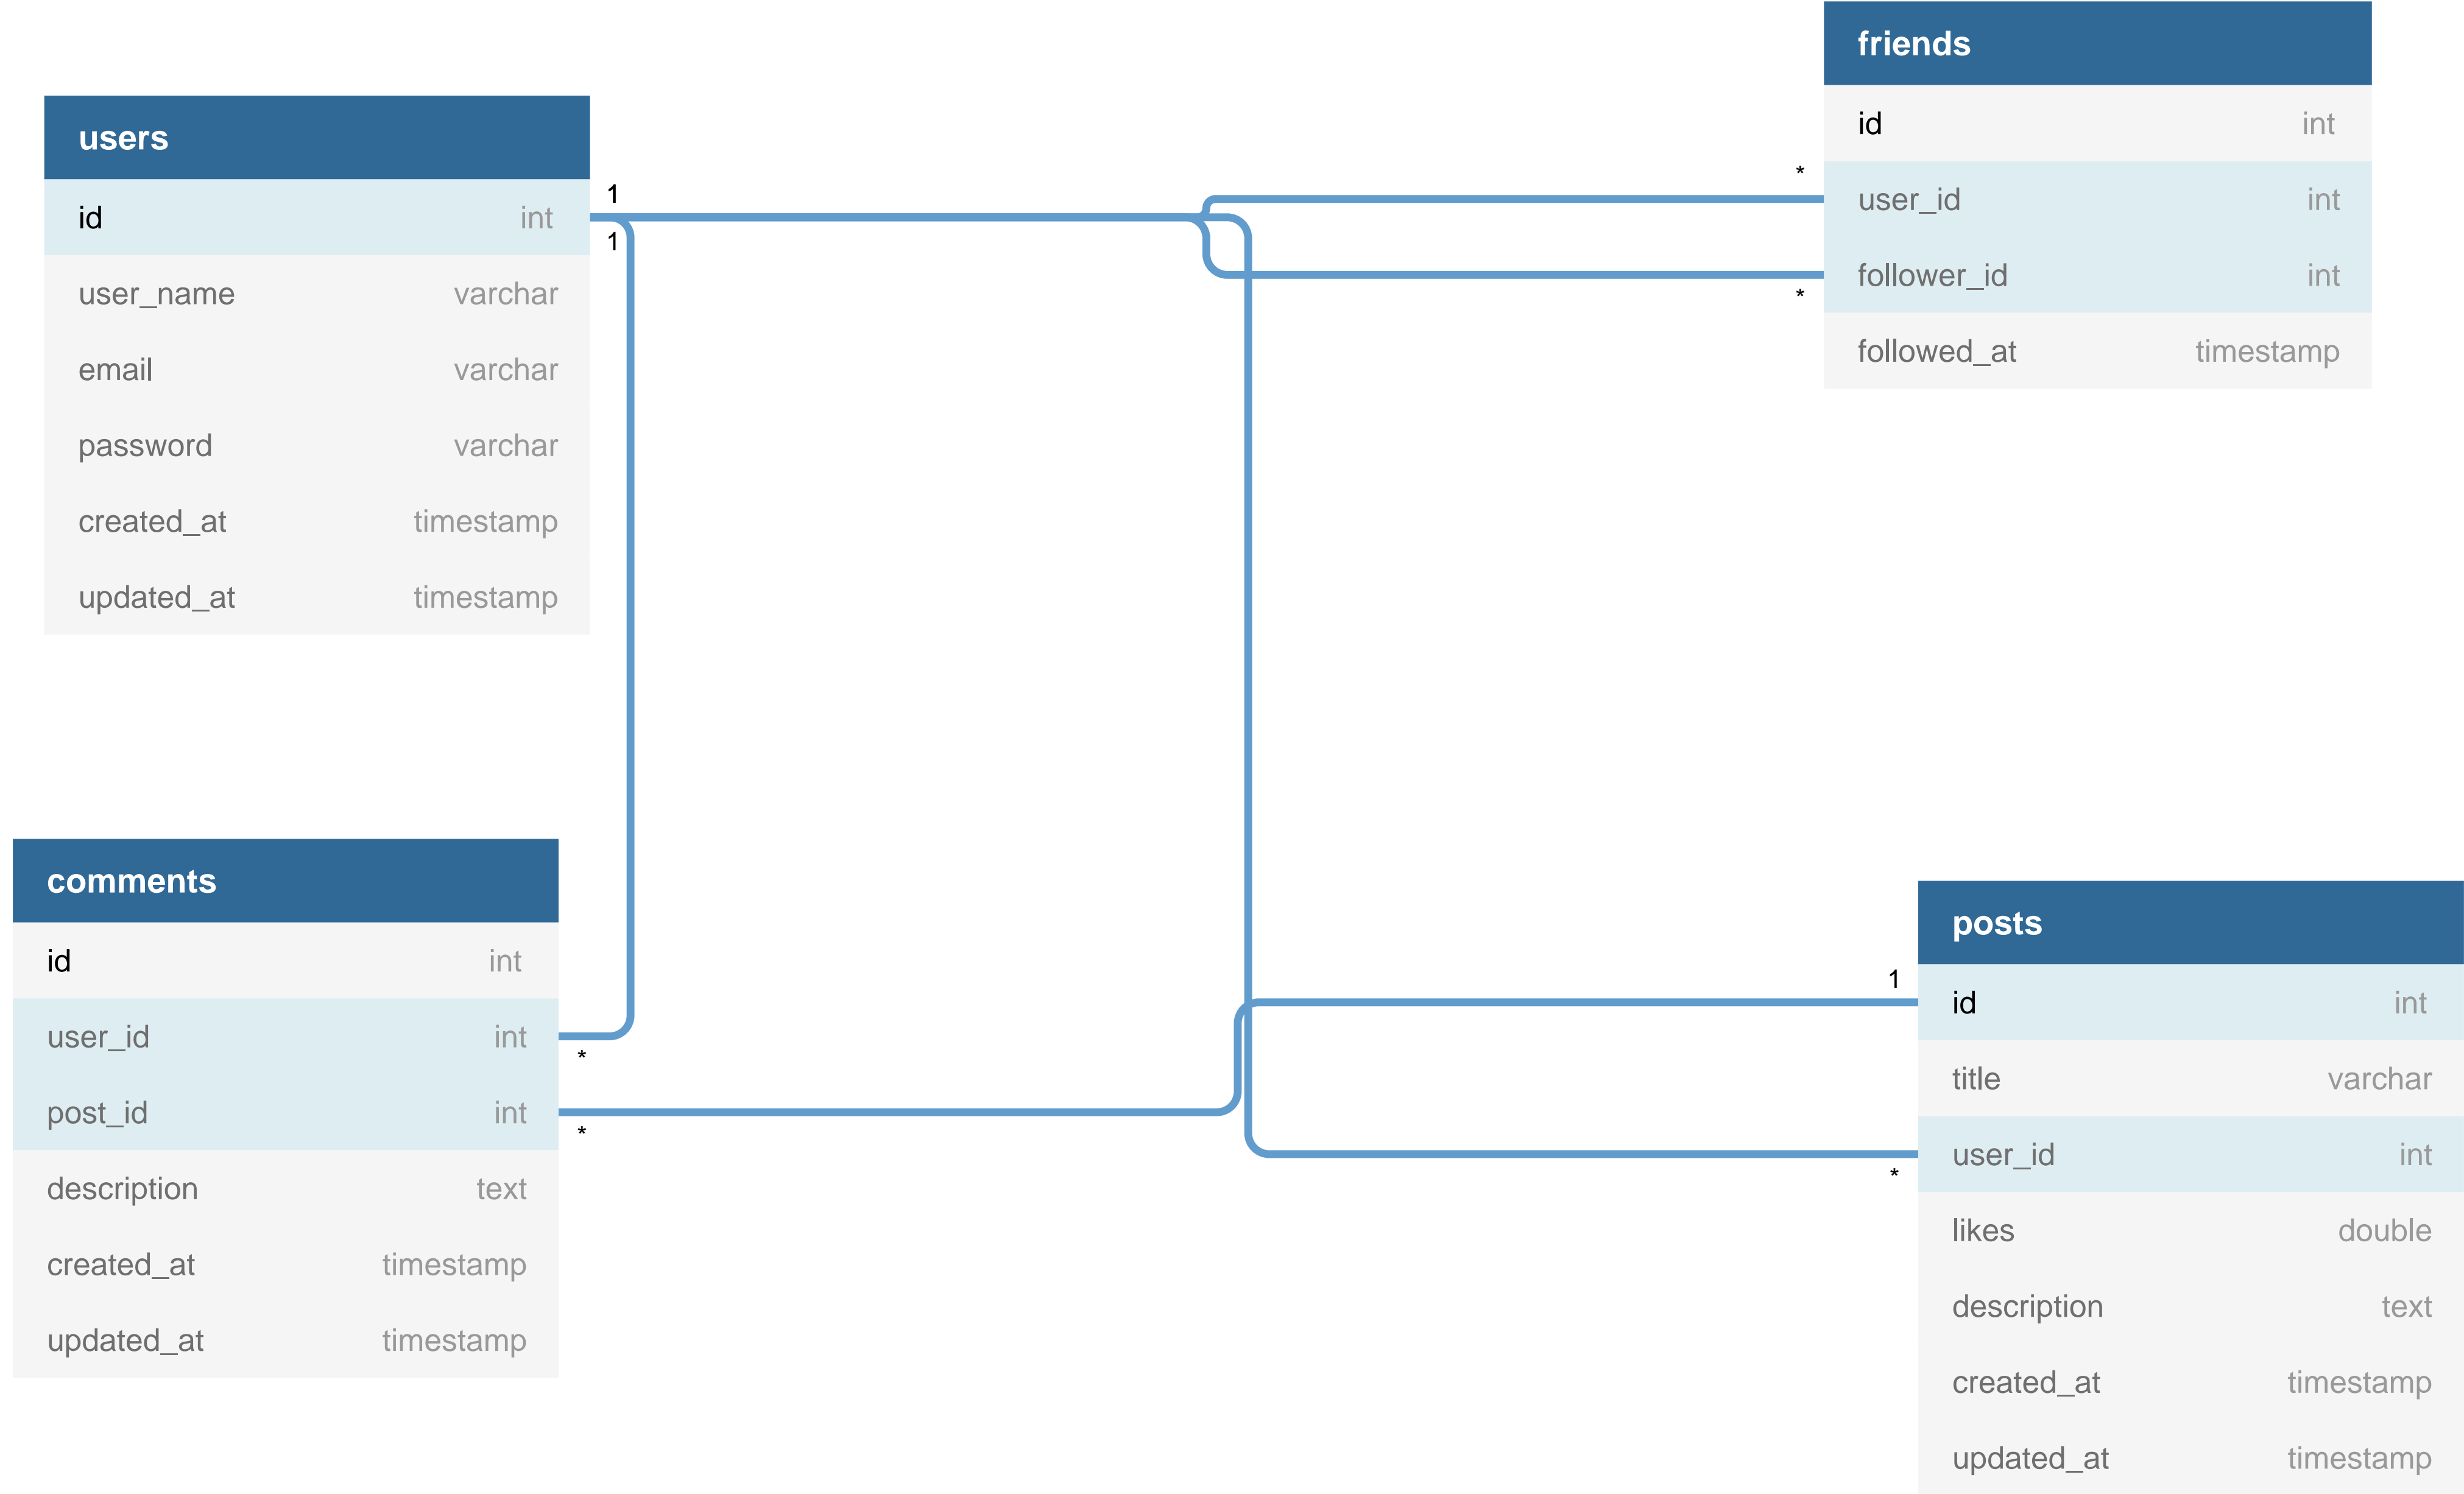 users
id int
user_name varchar
email varchar
password varchar
created_at timestamp
updated_at timestamp
1
1
friends
id int
user_id int
follower_id int
followed_at timestamp
*
*
comments
id int
user_id int
post_id int
description text
created_at timestamp
updated_at timestamp
*
*
posts
id int
title varchar
user_id int
likes double
description text
created_at timestamp
updated_at timestamp
1
*